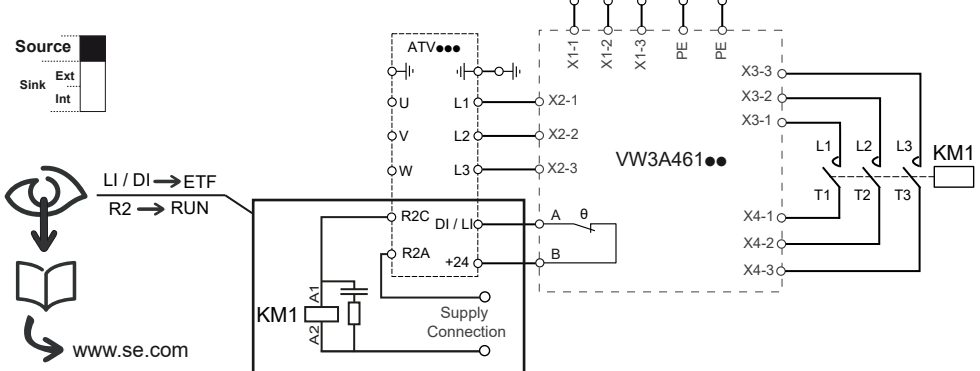 Source
Sink
Ext
Int
LI / DI → ETF
R2 → RUN
www.se.com
ATV●●●
U
V
W
L1
L2
L3
R2C
DI / LI
R2A
+24
KM1
A1
A2
Supply
Connection
X1-1
X1-2
X1-3
PE
PE
X2-1
X2-2
X2-3
A
θ
B
VW3A461●●
X3-3
X3-2
X3-1
L1
L2
L3
KM1
T1
T2
T3
X4-1
X4-2
X4-3